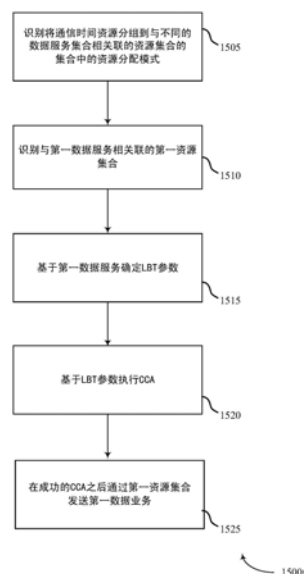 识别将通信时间资源分组到与不同的
数据服务集合相关联的资源集合的
集合中的资源分配模式
1505
识别与第一数据服务相关联的第一资源
集合
1510
基于第一数据服务确定LBT参数
1515
基于LBT参数执行CCA
1520
在成功的CCA之后通过第一资源集合
发送第一数据业务
1525
1500